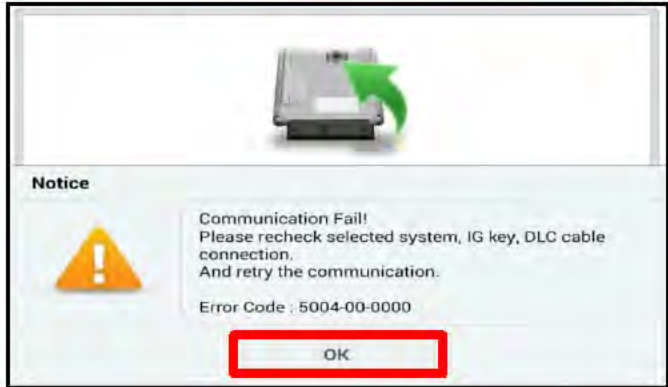 Notice
Communication Fail!
Please recheck selected system, IG key, DLC cable
connection.
And retry the communication.
Error Code : 5004-00-0000
OK